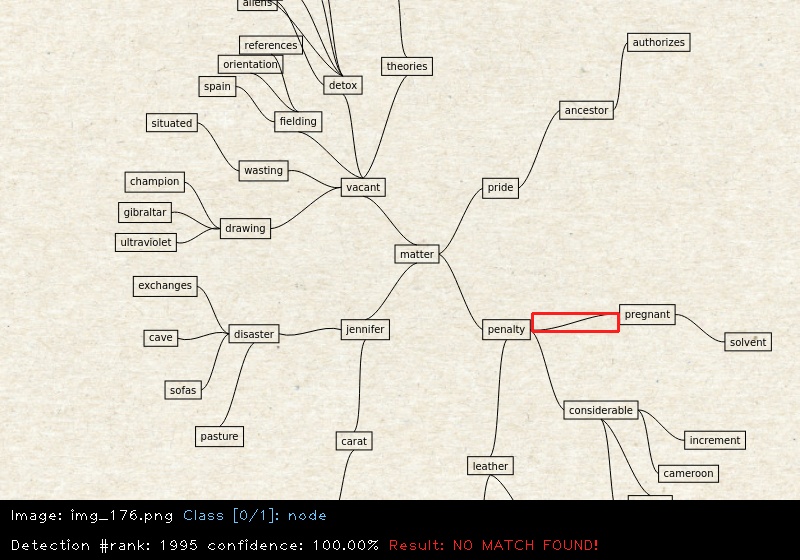 aliens
references
orientation
spain
detox
theories
authorizes
ancestor
situated
fielding
wasting
champion
vacant
pride
gibraltar
drawing
ultraviolet
matter
exchanges
pregnant
cave
disaster
jennifer
penalty
solvent
sofas
considerable
pasture
carat
increment
leather
cameroon
Image: img_176.png Class [0/1]: node
Detection #rank: 1995 confidence: 100.00% Result: NO MATCH FOUND!